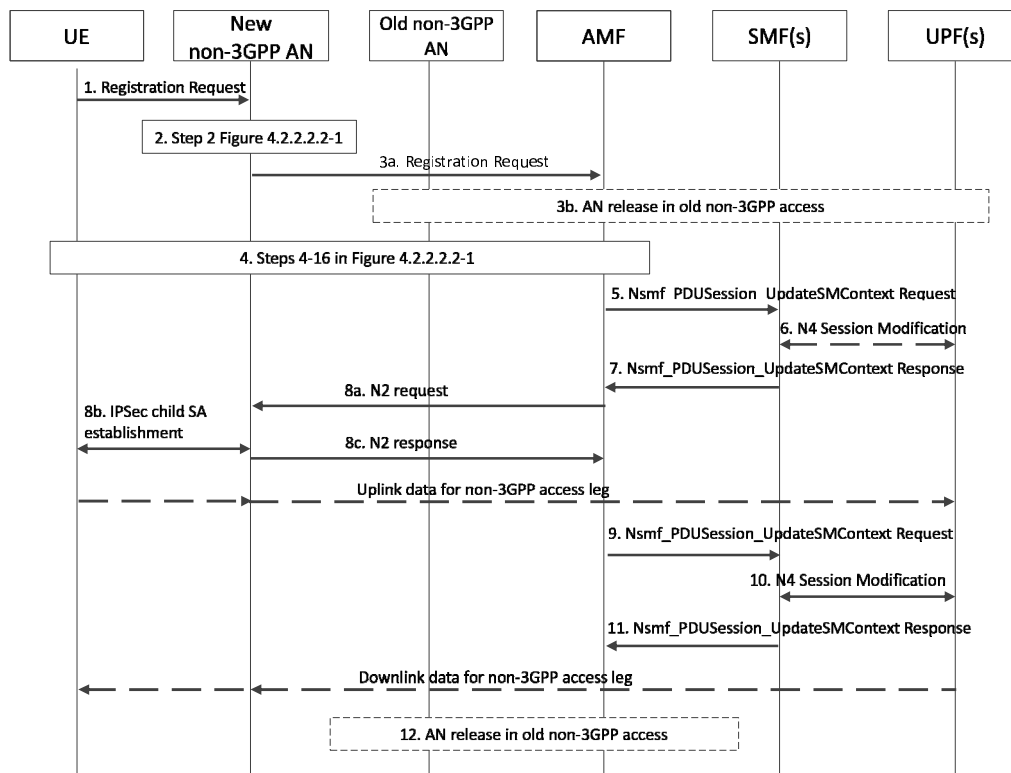 UE
New
non-3GPP AN
Old non-3GPP
AN
AMF
SMF(s)
UPF(s)
1. Registration Request
2. Step 2 Figure 4.2.2.2.2-1
3a. Registration Request
3b. AN release in old non-3GPP access
4. Steps 4-16 in Figure 4.2.2.2.2-1
5. Nsmf_PDUSession_UpdateSMContext Request
6. N4 Session Modification
7. Nsmf_PDUSession_UpdateSMContext Response
8a. N2 request
8b. IPSec child SA
establishment
8c. N2 response
Uplink data for non-3GPP access leg
9. Nsmf_PDUSession_UpdateSMContext Request
10. N4 Session Modification
11. Nsmf_PDUSession_UpdateSMContext Response
Downlink data for non-3GPP access leg
12. AN release in old non-3GPP access